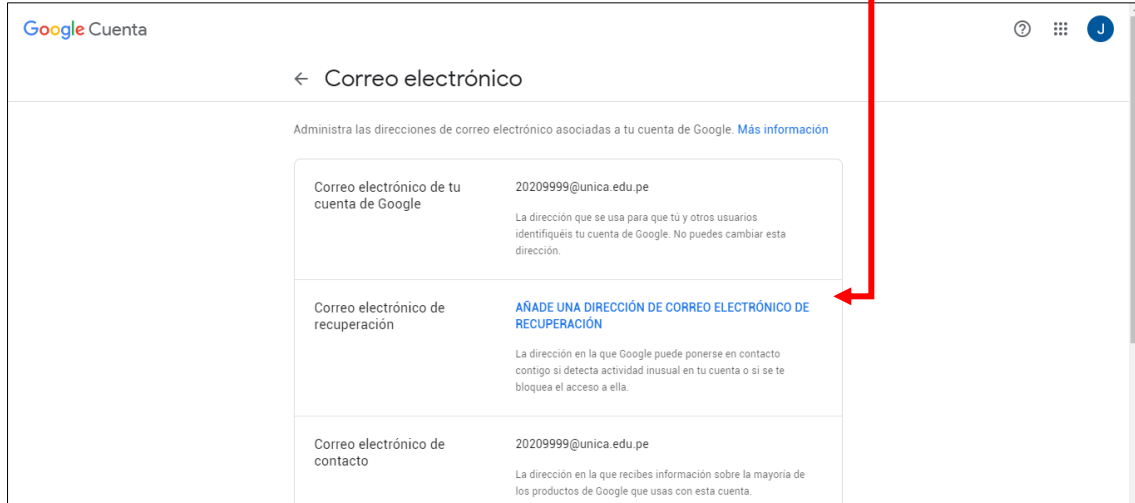 Google Cuenta
J
← Correo electrónico
Administra las direcciones de correo electrónico asociadas a tu cuenta de Google. Más información
Correo electrónico de tu
cuenta de Google
20209999@unica.edu.pe
La dirección que se usa para que tú y otros usuarios
identifiquéis tu cuenta de Google. No puedes cambiar esta
dirección.
Correo electrónico de
recuperación
AÑADE UNA DIRECCIÓN DE CORREO ELECTRÓNICO DE
RECUPERACIÓN
La dirección en la que Google puede ponerse en contacto
contigo si detecta actividad inusual en tu cuenta o si se te
bloquea el acceso a ella.
Correo electrónico de
contacto
20209999@unica.edu.pe
La dirección en la que recibes información sobre la mayoría de
los productos de Google que usas con esta cuenta.